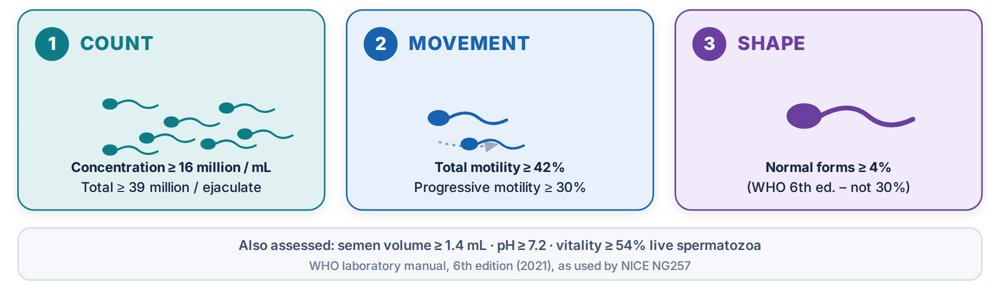 1 COUNT
Concentration ≥ 16 million / mL
Total ≥ 39 million / ejaculate
2 MOVEMENT
Total motility ≥ 42%
Progressive motility ≥ 30%
3 SHAPE
Normal forms ≥ 4%
(WHO 6th ed. – not 30%)
Also assessed: semen volume ≥ 1.4 mL · pH ≥ 7.2 · vitality ≥ 54% live spermatozoa
WHO laboratory manual, 6th edition (2021), as used by NICE NG257